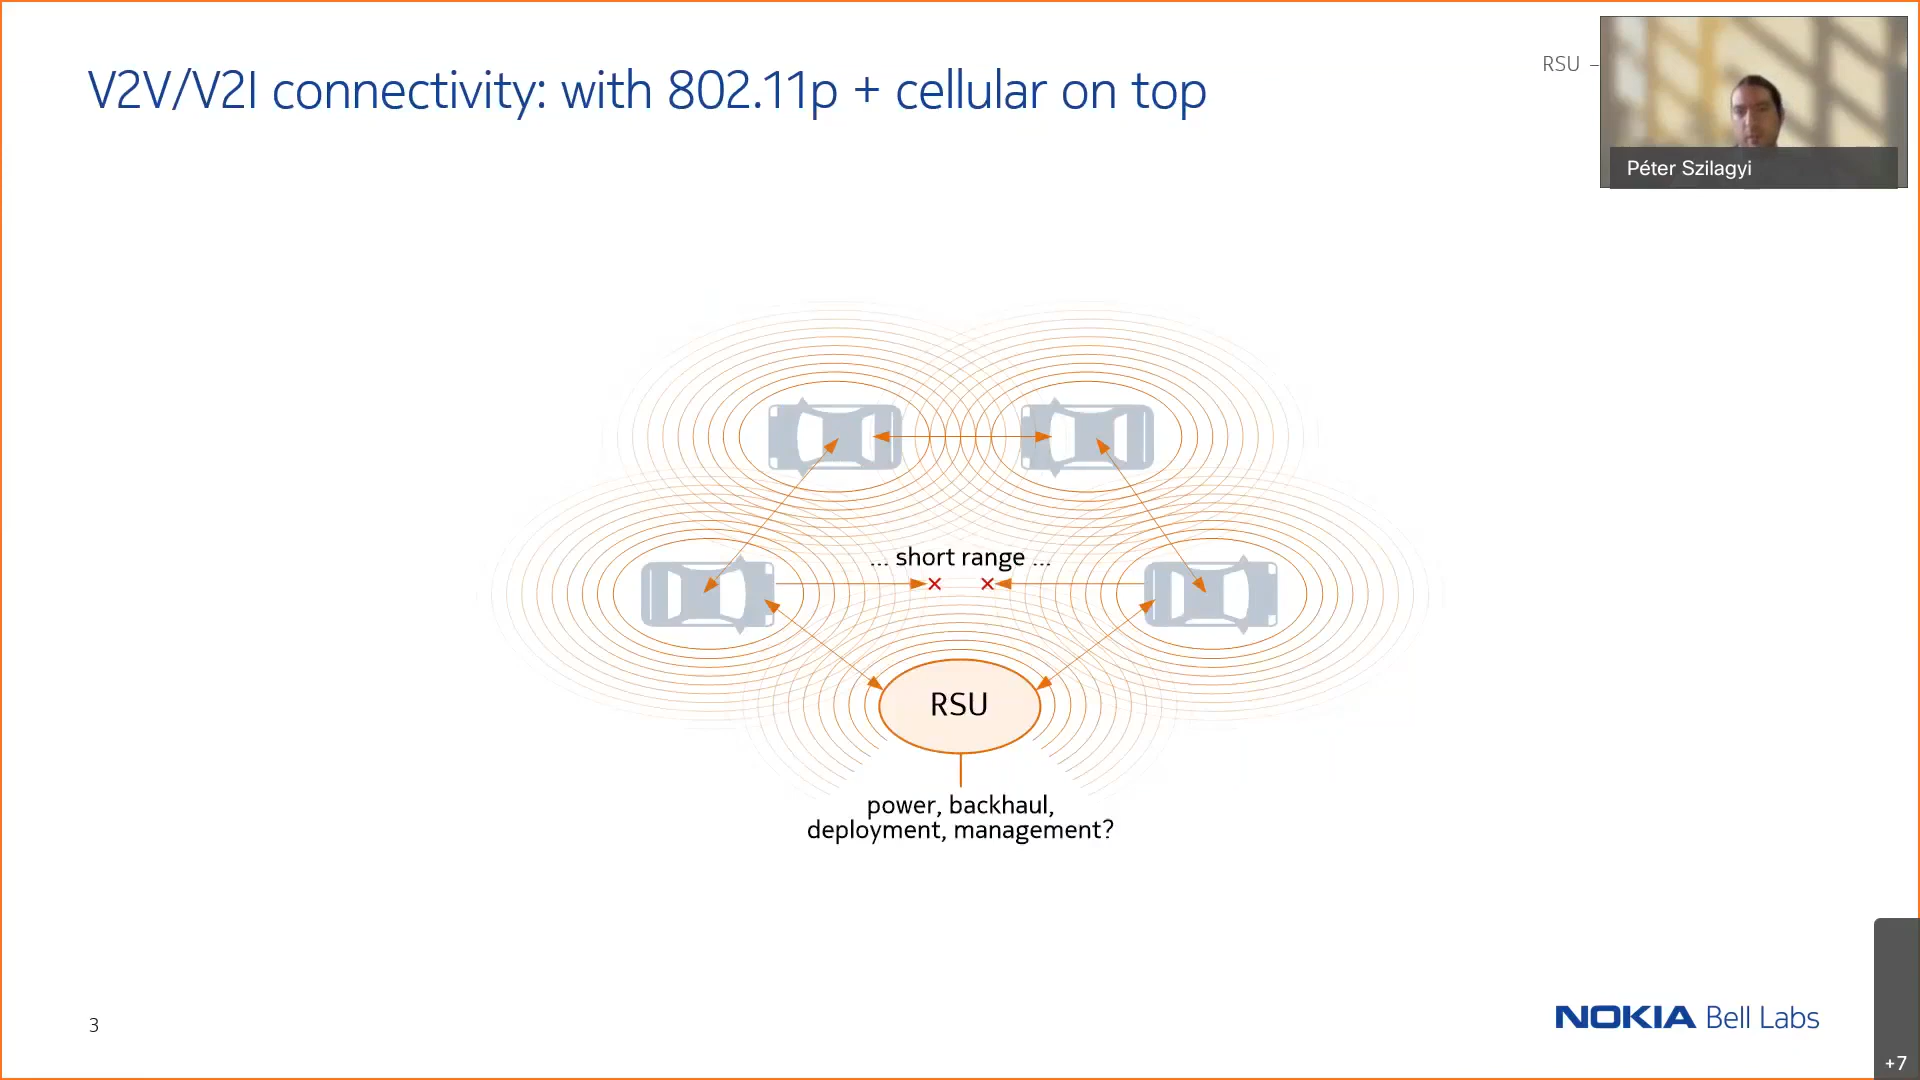 V2V/V2I connectivity: with 802.11p + cellular on top
RSU –
Péter Szilagyi
... short range ...
RSU
power, backhaul,
deployment, management?
3
NOKIA Bell Labs
+7